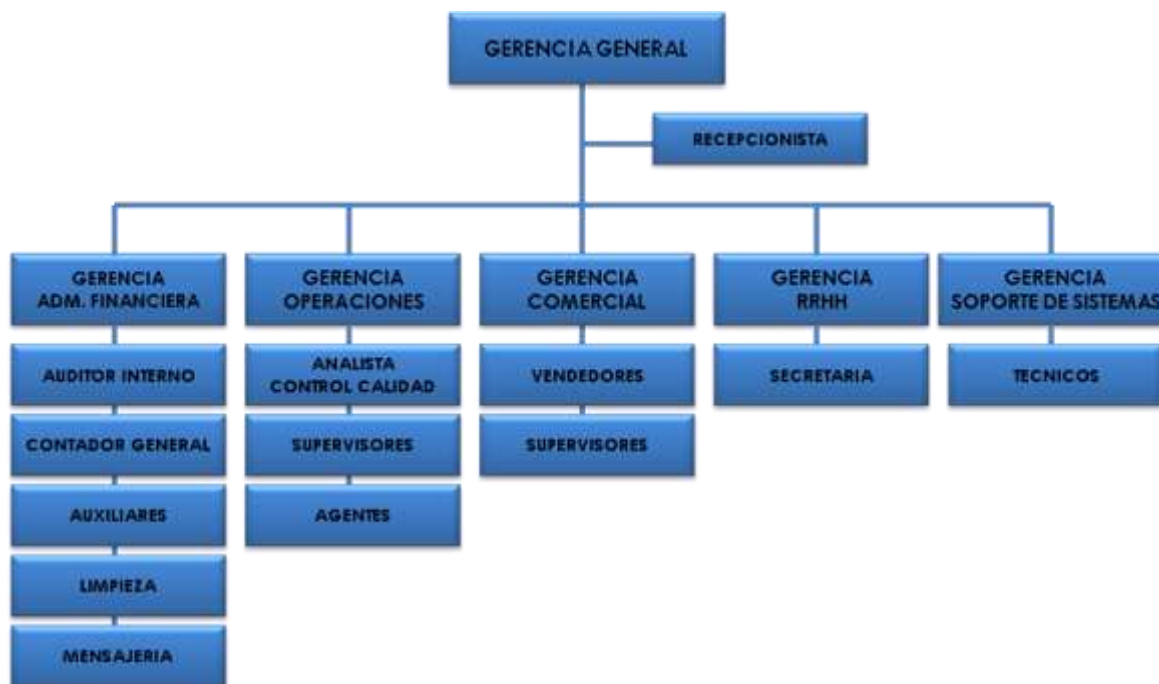 GERENCIA GENERAL
RECEPCIONISTA
GERENCIA
ADM. FINANCIERA
GERENCIA
OPERACIONES
GERENCIA
COMERCIAL
GERENCIA
RRHH
GERENCIA
SOPORTE DE SISTEMAS
AUDITOR INTERNO
ANALISTA
CONTROL CALIDAD
VENDEDORES
SECRETARIA
TECNICOS
CONTADOR GENERAL
SUPERVISORES
SUPERVISORES
AUXILIARES
AGENTES
LIMPIEZA
MENSAJERIA